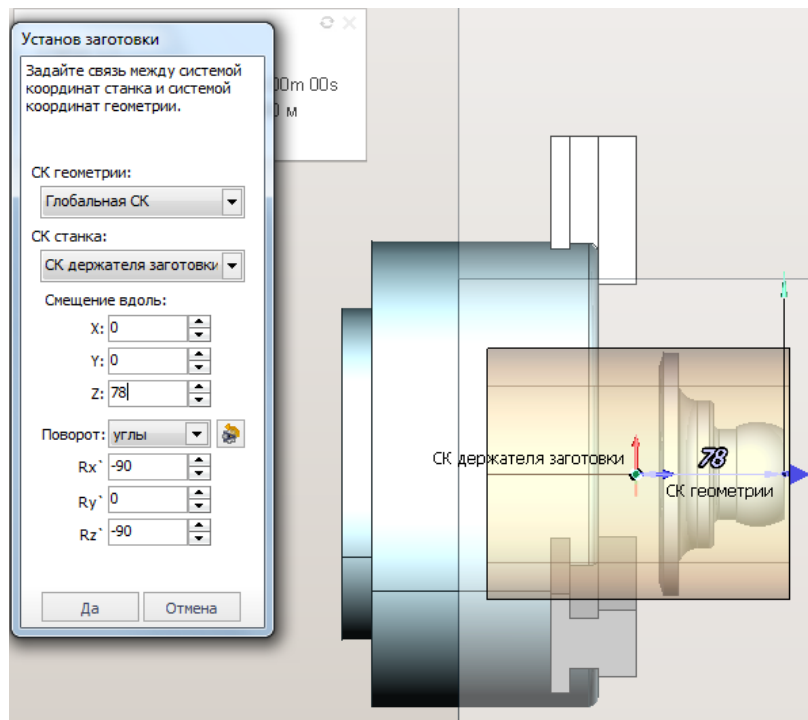 Установ заготовки
Задайте связь между системой
координат станка и системой
координат геометрии.
00m 00s
0 м
СК геометрии:
Глобальная СК
СК станка:
СК держателя заготовки
Смещение вдоль:
X: 0
Y: 0
Z: 78
Поворот: углы
Rx` -90
Ry` 0
Rz` -90
Да Отмена
СК держателя заготовки
78
СК геометрии